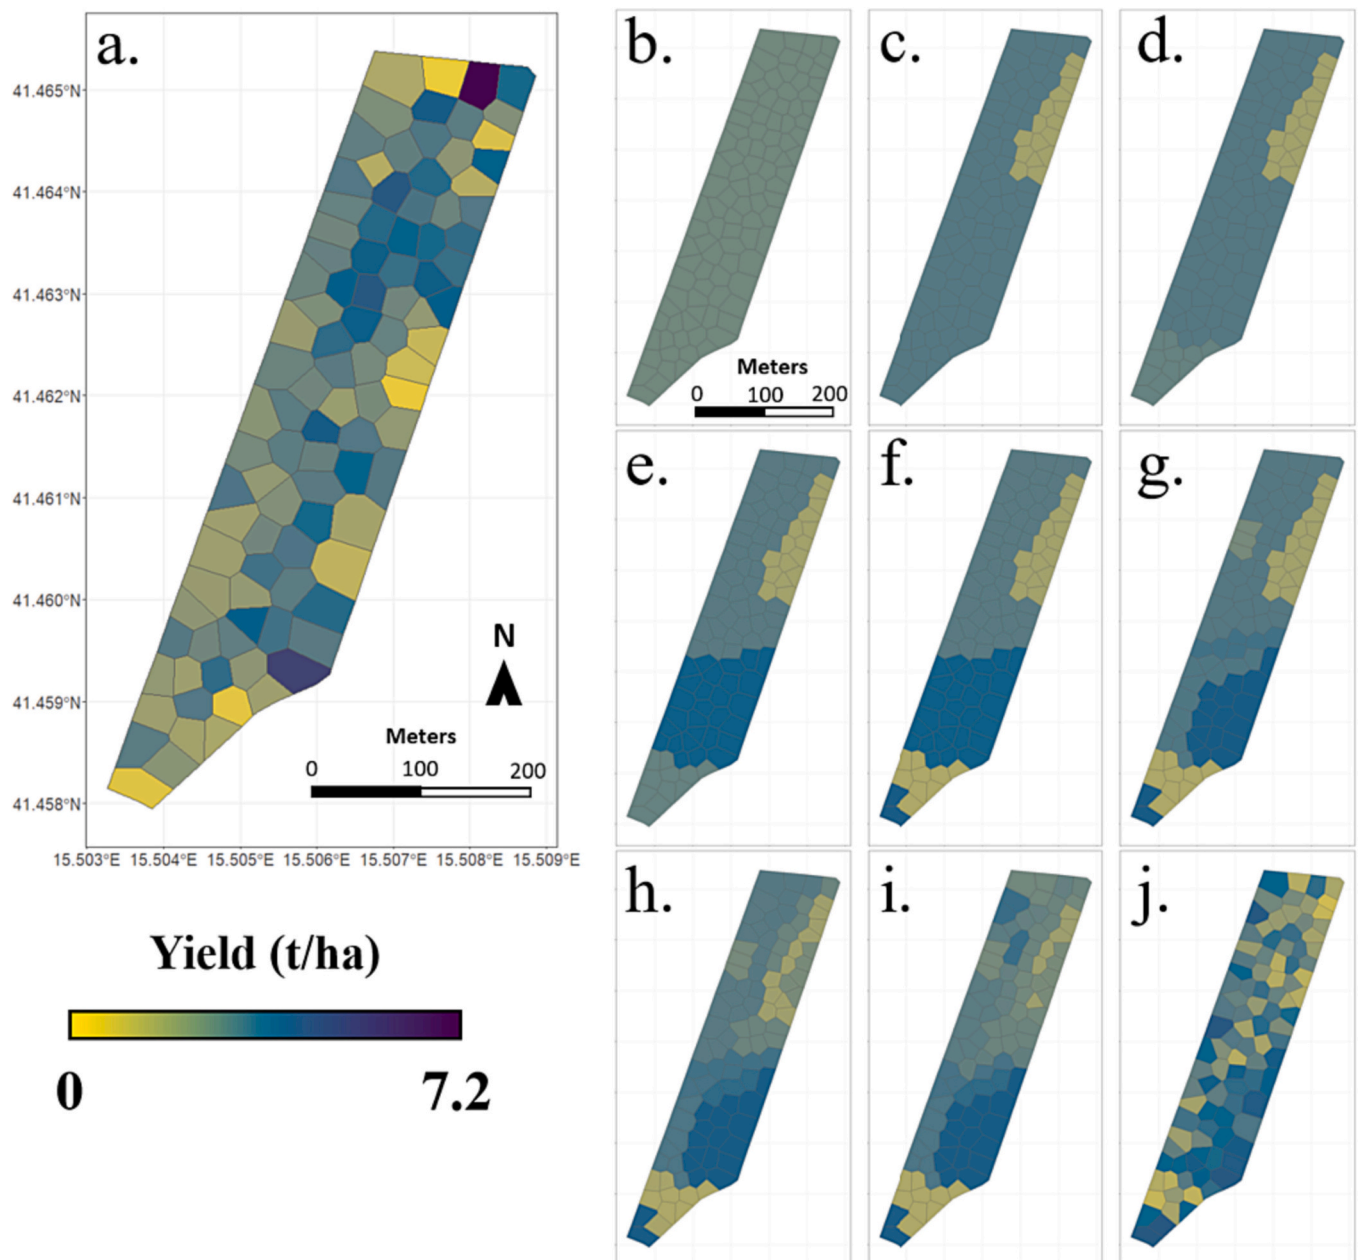 a.
41.465°N
41.464°N
41.463°N
41.462°N
41.461°N
41.460°N
41.459°N
41.458°N
N
Meters
0 100 200
15.503°E 15.504°E 15.505°E 15.506°E 15.507°E 15.508°E 15.509°E
Yield (t/ha)
0 7.2
b.
Meters
0 100 200
c.
d.
e.
f.
g.
h.
i.
j.